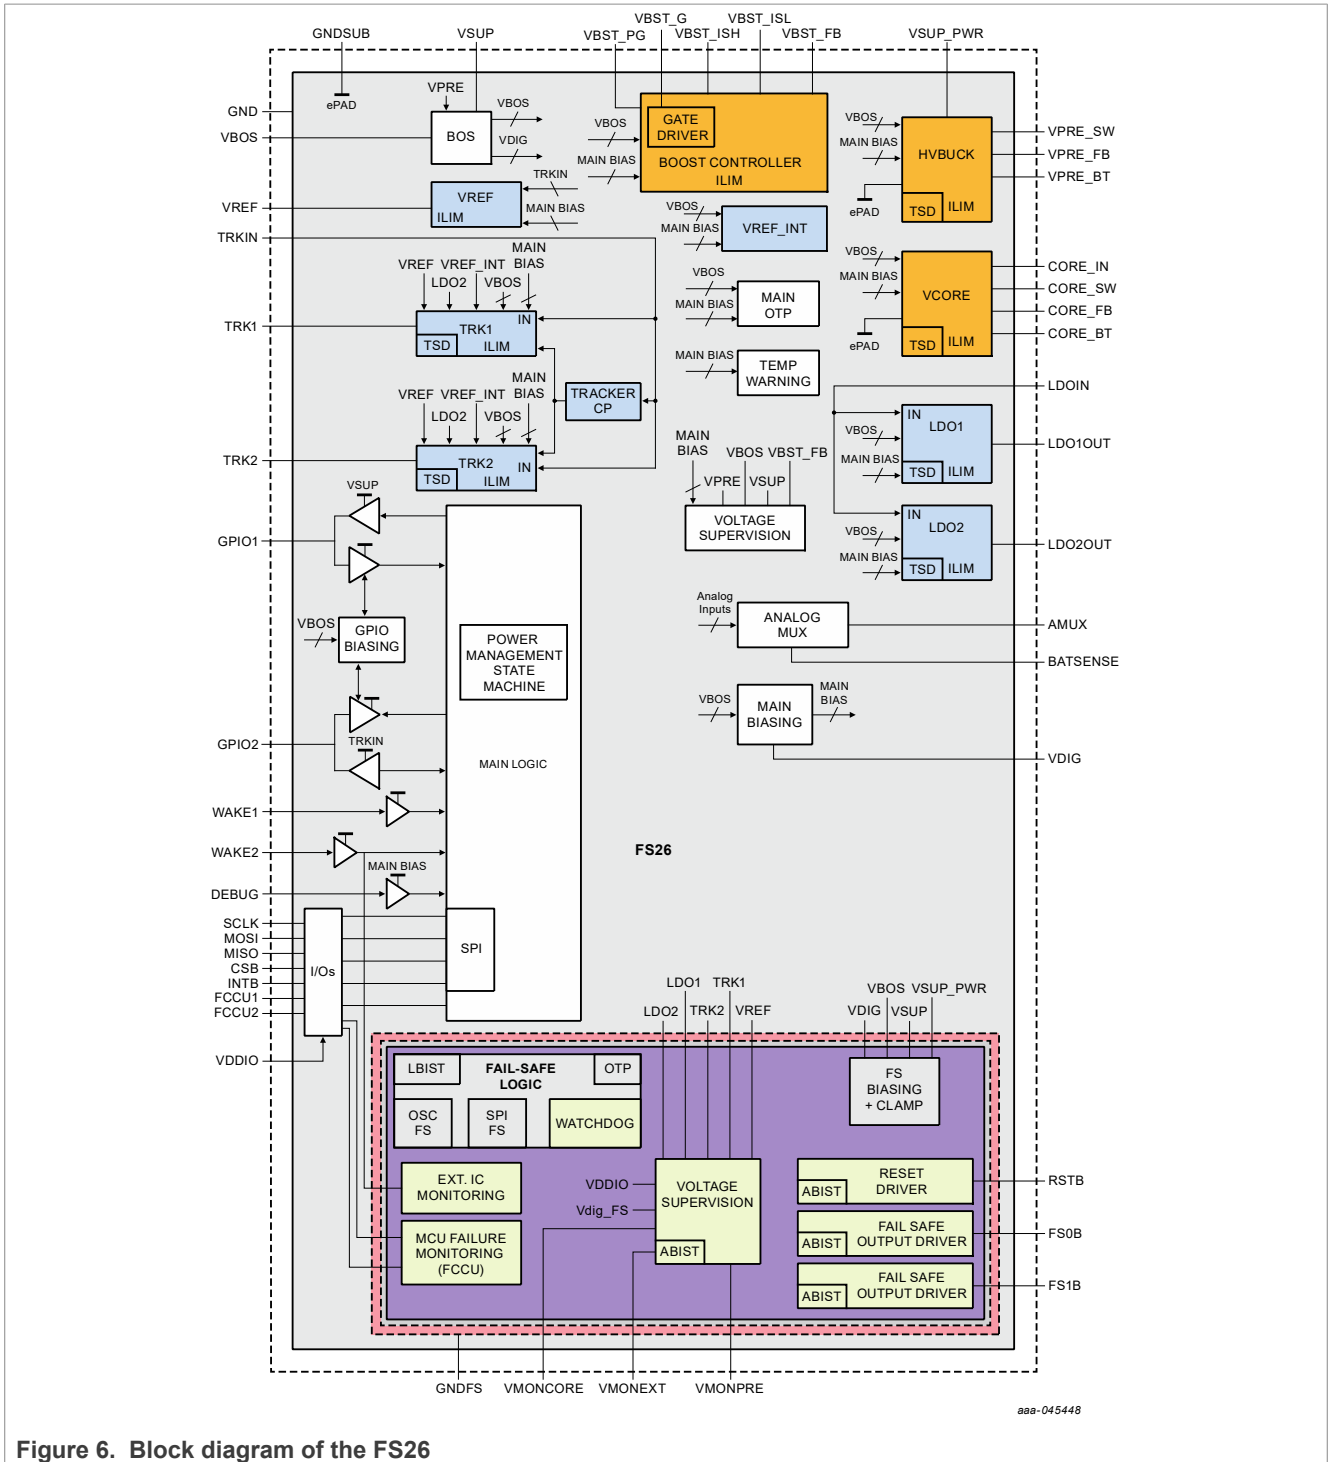 VBST_G
VBST_ISL
GNDSUB
VSUP
VBST_PG
VBST_ISH
VBST_FB
VSUP_PWR
ePAD
VPRE
GND
VBOS
BOS
VBOS
VDIG
GATE
DRIVER
VBOS
MAIN BIAS
BOOST CONTROLLER
ILIM
VBOS
MAIN BIAS
HVBUCK
ePAD
TSD
ILIM
VPRE_SW
VPRE_FB
VPRE_BT
VREF
VREF
ILIM
TRKIN
MAIN BIAS
VBOS
MAIN BIAS
VREF_INT
TRKIN
VREF
VREF_INT
MAIN
BIAS
LDO2
VBOS
TRK1
TRK1
IN
TSD
ILIM
VBOS
MAIN BIAS
MAIN
OTP
VBOS
MAIN BIAS
VCORE
ePAD
TSD
ILIM
CORE_IN
CORE_SW
CORE_FB
CORE_BT
MAIN BIAS
TEMP
WARNING
TRACKER
CP
VREF
VREF_INT
MAIN
BIAS
LDO2
VBOS
TRK2
TRK2
IN
TSD
ILIM
LDOIN
IN
LDO1
VBOS
MAIN BIAS
TSD
ILIM
LDO1OUT
MAIN
BIAS
VBOS
VBST_FB
VPRE
VSUP
VOLTAGE
SUPERVISION
IN
LDO2
VBOS
MAIN BIAS
TSD
ILIM
LDO2OUT
VSUP
GPIO1
VBOS
GPIO
BIASING
GPIO2
TRKIN
POWER
MANAGEMENT
STATE
MACHINE
MAIN LOGIC
Analog
Inputs
ANALOG
MUX
AMUX
BATSENSE
VBOS
MAIN
BIASING
MAIN
BIAS
VDIG
WAKE1
WAKE2
MAIN BIAS
DEBUG
FS26
SCLK
MOSI
MISO
CSB
INTB
FCCU1
FCCU2
I/Os
SPI
VDDIO
LDO1
TRK1
LDO2
TRK2
VREF
VBOS
VSUP_PWR
VDIG
VSUP
LBIST
FAIL-SAFE
LOGIC
OTP
OSC
FS
SPI
FS
WATCHDOG
FS
BIASING
+ CLAMP
EXT. IC
MONITORING
MCU FAILURE
MONITORING
(FCCU)
VDDIO
Vdig_FS
VOLTAGE
SUPERVISION
ABIST
RESET
DRIVER
ABIST
RSTB
FAIL SAFE
OUTPUT DRIVER
ABIST
FS0B
FAIL SAFE
OUTPUT DRIVER
ABIST
FS1B
GNDFS
VMONCORE
VMONEXT
VMONPRE
aaa-045448
Figure 6. Block diagram of the FS26